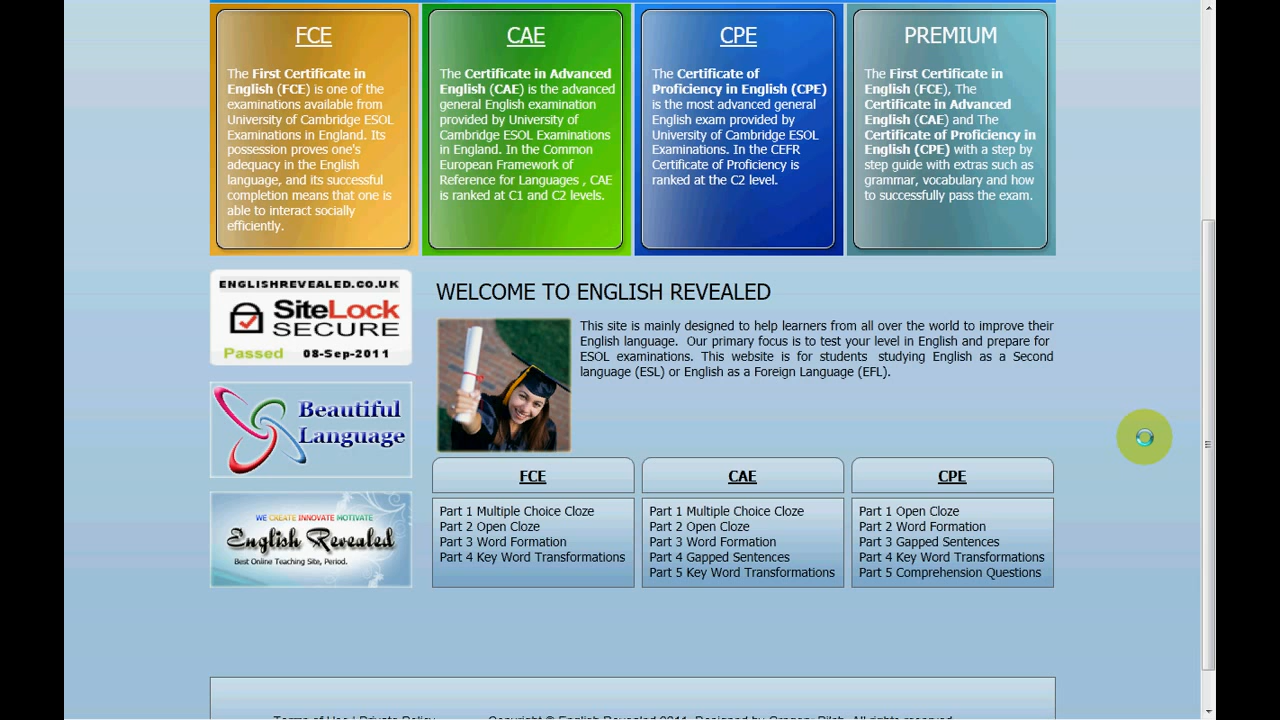 FCE
The First Certificate in
English (FCE) is one of the
examinations available from
University of Cambridge ESOL
Examinations in England. Its
possession proves one's
adequacy in the English
language, and its successful
completion means that one is
able to interact socially
efficiently.
CAE
The Certificate in Advanced
English (CAE) is the advanced
general English examination
provided by University of
Cambridge ESOL Examinations
in England. In the Common
European Framework of
Reference for Languages , CAE
is ranked at C1 and C2 levels.
CPE
The Certificate of
Proficiency in English (CPE)
is the most advanced general
English exam provided by
University of Cambridge ESOL
Examinations. In the CEFR
Certificate of Proficiency is
ranked at the C2 level.
PREMIUM
The First Certificate in
English (FCE), The
Certificate in Advanced
English (CAE) and The
Certificate of Proficiency in
English (CPE) with a step by
step guide with extras such as
grammar, vocabulary and how
to successfully pass the exam.
ENGLISHREVEALED.CO.UK
SiteLock
SECURE
Passed 08-Sep-2011
Beautiful
Language
WE CREATE INNOVATE MOTIVATE
English Revealed
Best Online Teaching Site, Period.
WELCOME TO ENGLISH REVEALED
This site is mainly designed to help learners from all over the world to improve their
English language. Our primary focus is to test your level in English and prepare for
ESOL examinations. This website is for students studying English as a Second
language (ESL) or English as a Foreign Language (EFL).
FCE
Part 1 Multiple Choice Cloze
Part 2 Open Cloze
Part 3 Word Formation
Part 4 Key Word Transformations
CAE
Part 1 Multiple Choice Cloze
Part 2 Open Cloze
Part 3 Word Formation
Part 4 Gapped Sentences
Part 5 Key Word Transformations
CPE
Part 1 Open Cloze
Part 2 Word Formation
Part 3 Gapped Sentences
Part 4 Key Word Transformations
Part 5 Comprehension Questions
Terms of Use | Private Policy Copyright © English Revealed 2011. Designed by Gregory All rights reserved